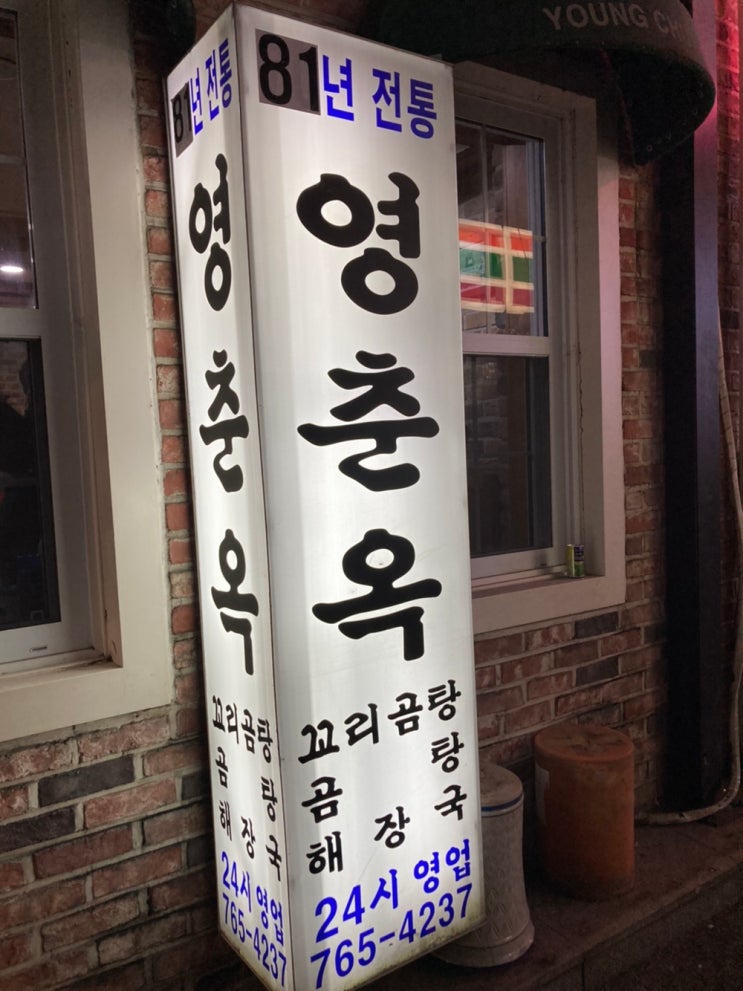 YOUNG CH
81년 전통
영춘옥
꼬리곰탕
곰탕
해장국
24시 영업
765-4237
81년 전통
영춘옥
꼬리곰탕
곰탕
해장국
24시 영업
765-4237